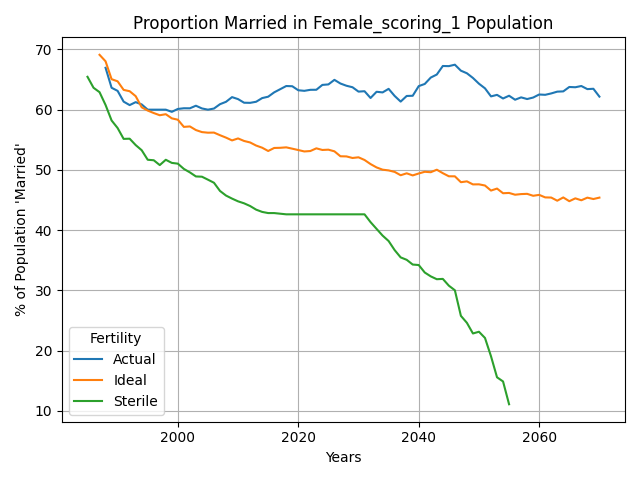 Proportion Married in Female_scoring_1 Population
% of Population 'Married'
70
60
50
40
30
20
10
Fertility
Actual
Ideal
Sterile
2000 2020 2040 2060
Years